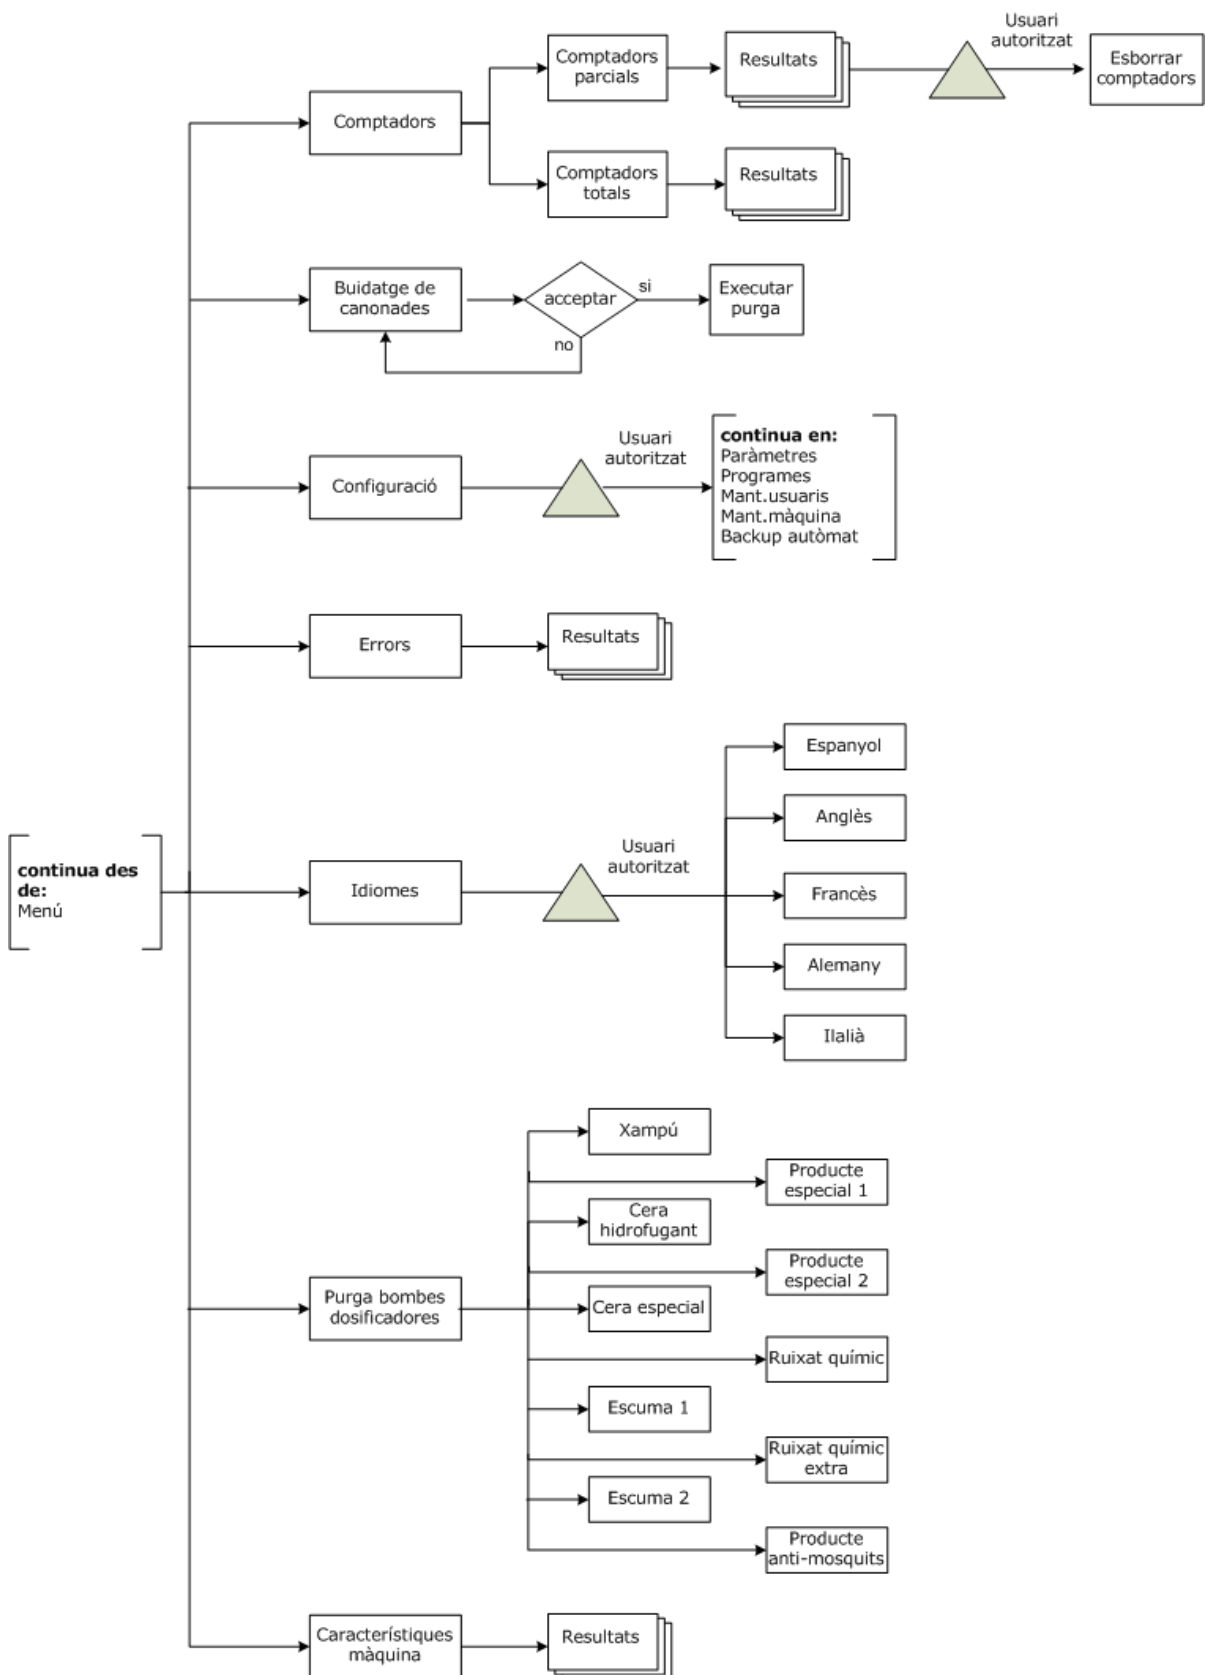 Usuari
autoritzat
Comptadors
parcials
Resultats
Esborrar
comptadors
Comptadors
Comptadors
totals
Resultats
Buidatge de
canonades
acceptar
si
no
Executar
purga
Configuració
Usuari
autoritzat
continua en:
Paràmetres
Programes
Mant.usuaris
Mant.màquina
Backup autòmat
Errors
Resultats
continua des
de:
Menú
Idiomes
Usuari
autoritzat
Espanyol
Anglès
Francès
Alemany
Ilalià
Purga bombes
dosificadores
Xampú
Producte
especial 1
Cera
hidrofugant
Producte
especial 2
Cera especial
Ruixat químic
Escuma 1
Ruixat químic
extra
Escuma 2
Producte
anti-mosquits
Característiques
màquina
Resultats